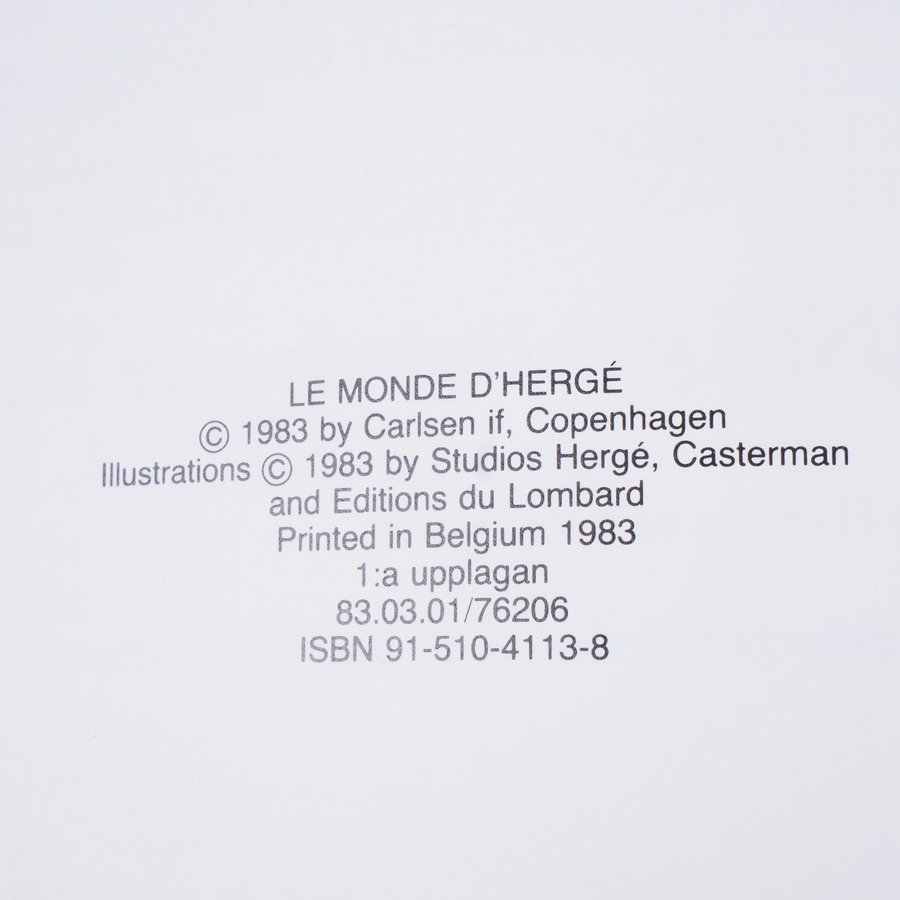 LE MONDE D'HERGÉ
© 1983 by Carlsen if, Copenhagen
Illustrations © 1983 by Studios Hergé, Casterman
and Editions du Lombard
Printed in Belgium 1983
1:a upplagan
83.03.01/76206
ISBN 91-510-4113-8